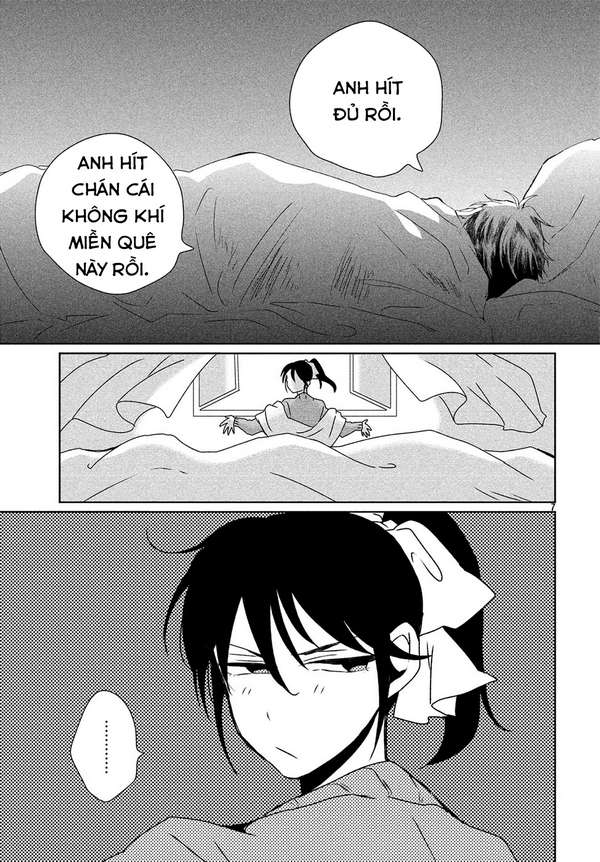 ANH HÍT
ĐỦ RỒI.
ANH HÍT
CHÁN CÁI
KHÔNG KHÍ
MIỀN QUÊ
NÀY RỒI.
...........